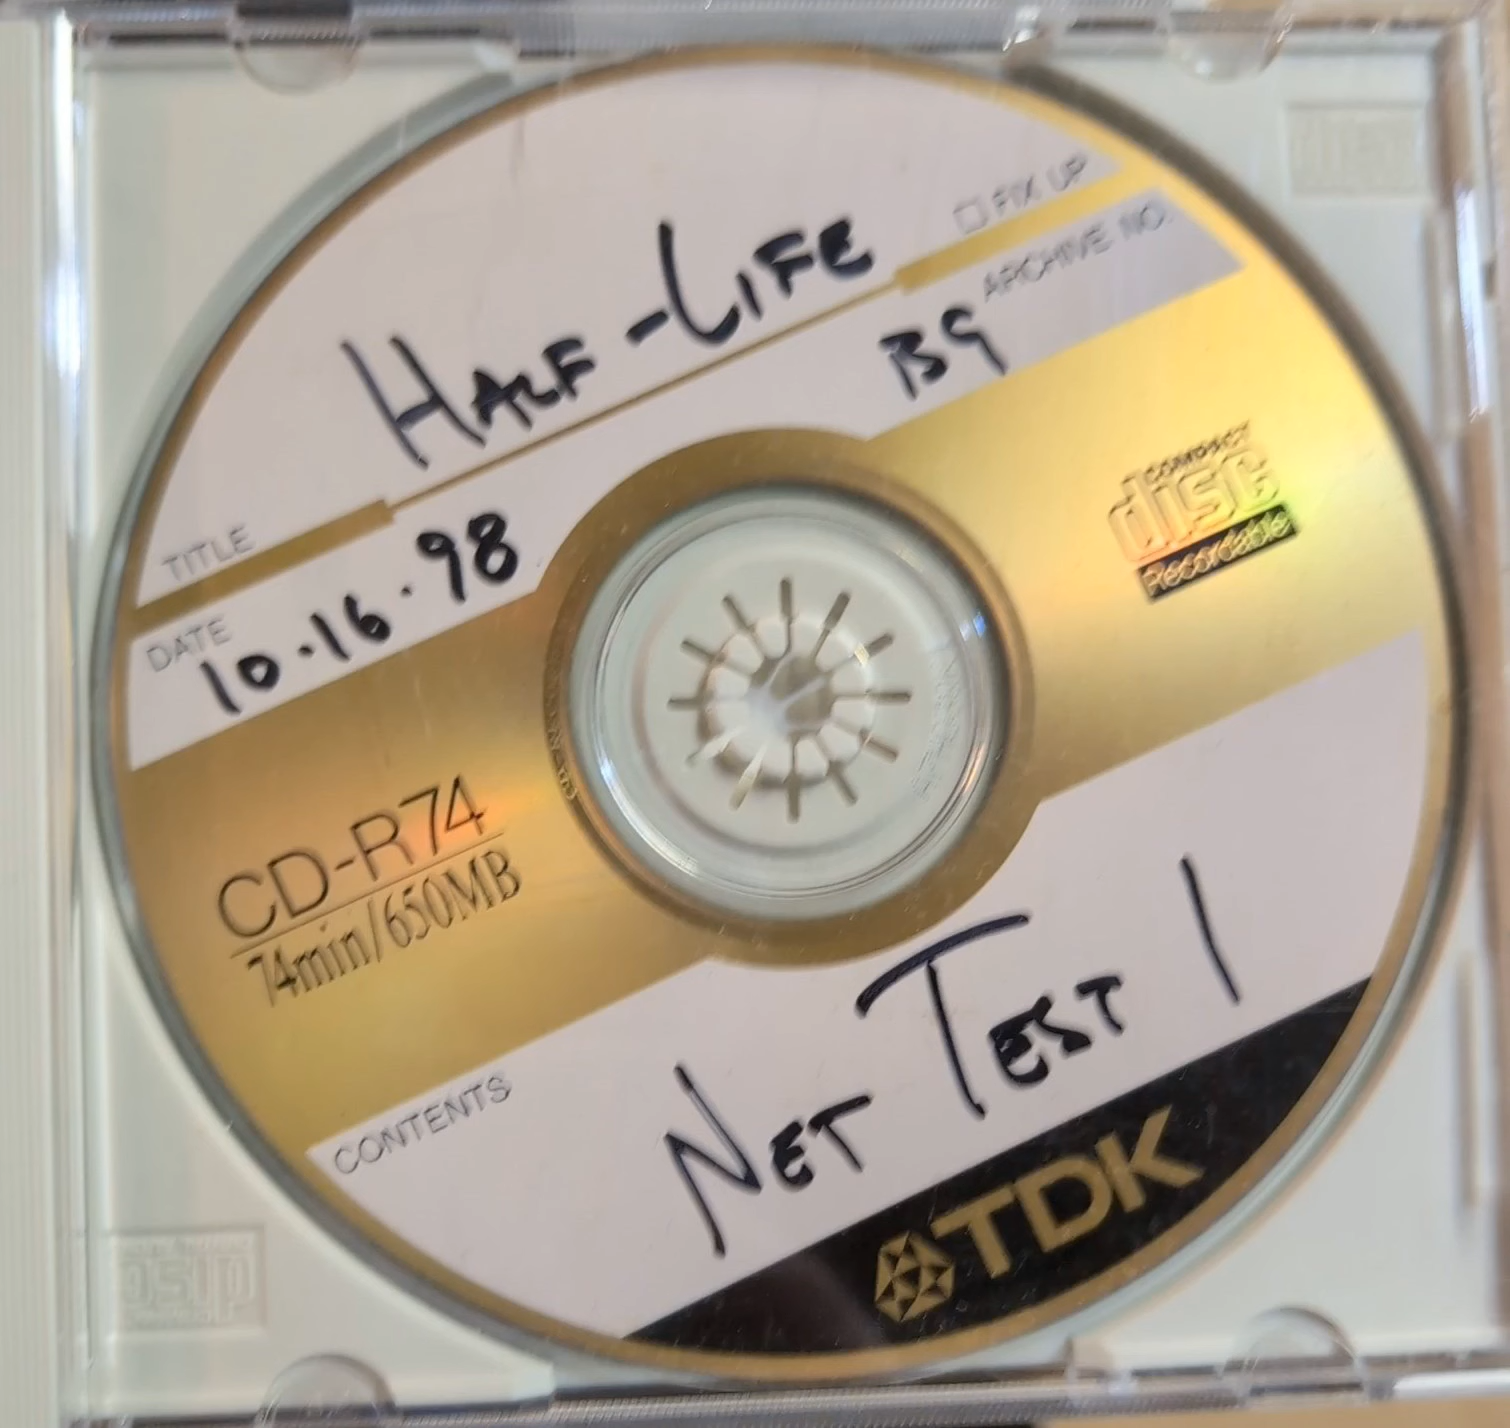 HALF-LIFE
TITLE
☐ FIX UP
ARCHIVE NO.
B9
DATE
10.16.98
COMPACT
disc
Recordable
CD-R74
74min/650MB
CONTENTS
NET TEST 1
TDK